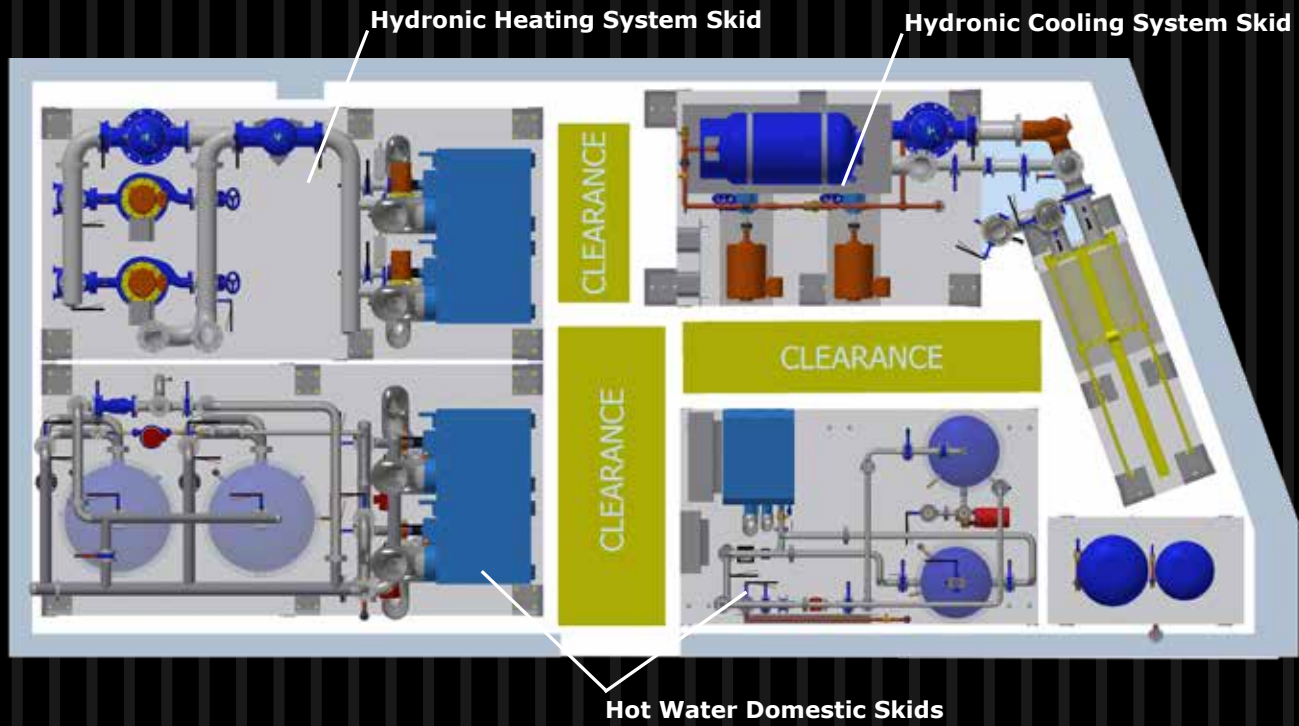 Hydronic Heating System Skid
Hydronic Cooling System Skid
CLEARANCE
CLEARANCE
CLEARANCE
Hot Water Domestic Skids